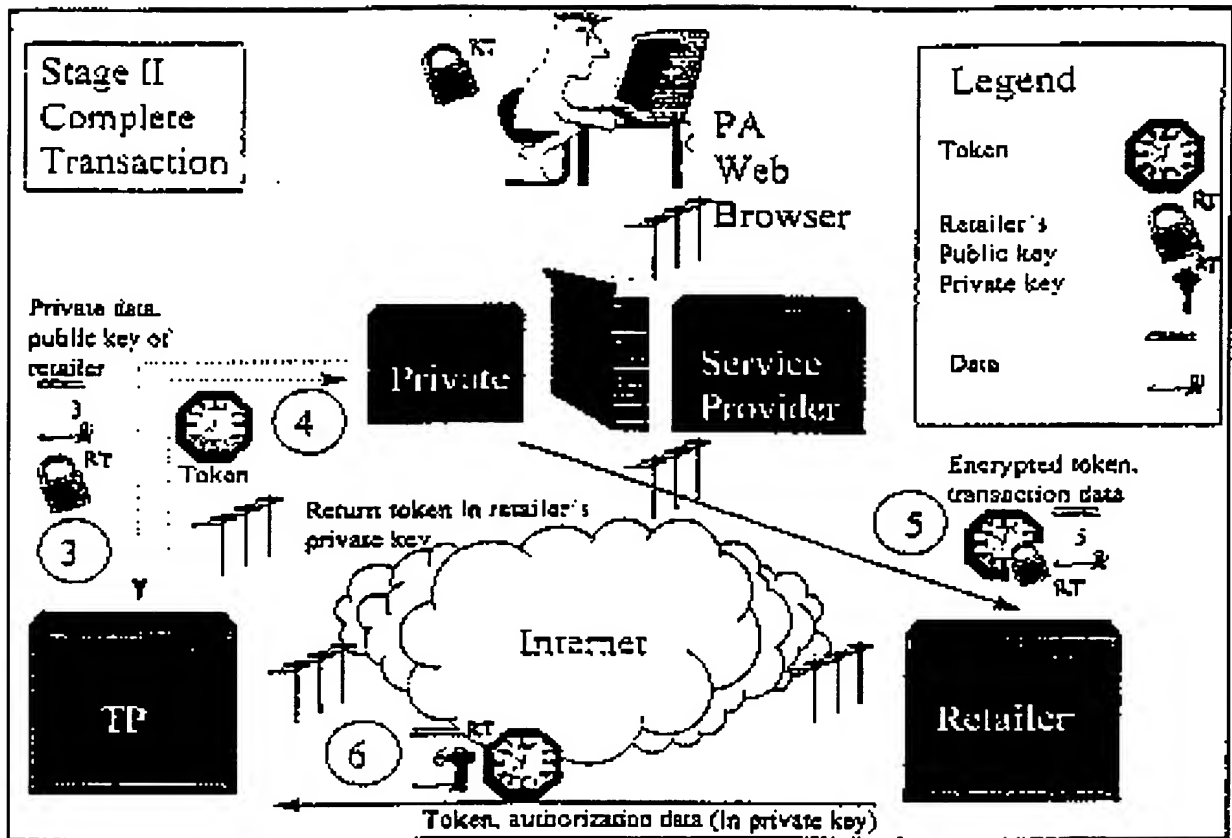 Stage II
Complete
Transaction
RT
PA
Web
Browser
Legend
Token
RT
Retailer's
Public key
RT
Private key
Data
Private data,
public key of
retailer
3
RT
3
Token
4
Private
Service
Provider
Return token in retailer's
private key
Encrypted token,
transaction data
5
5
RT
Internet
TP
Retailer
6
6
RT
Token, authorization data (In private key)